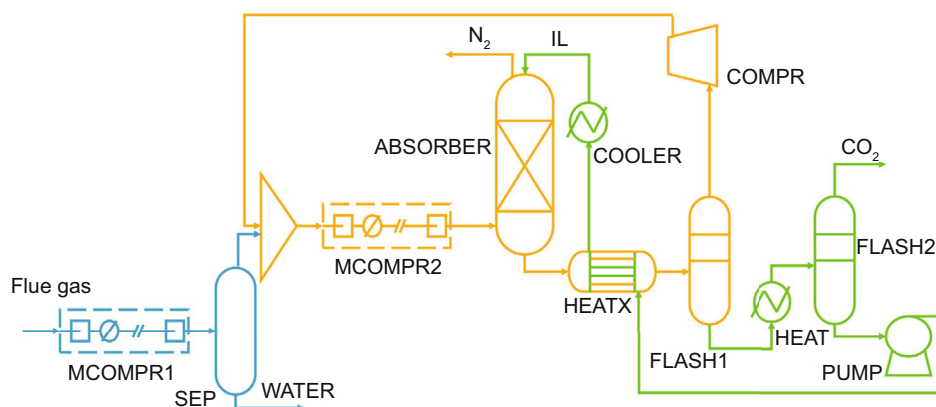 N₂
IL
COMPR
ABSORBER
COOLER
CO₂
FLASH2
MCOMPR2
HEATX
Flue gas
HEAT
FLASH1
MCOMPR1
PUMP
SEP
WATER